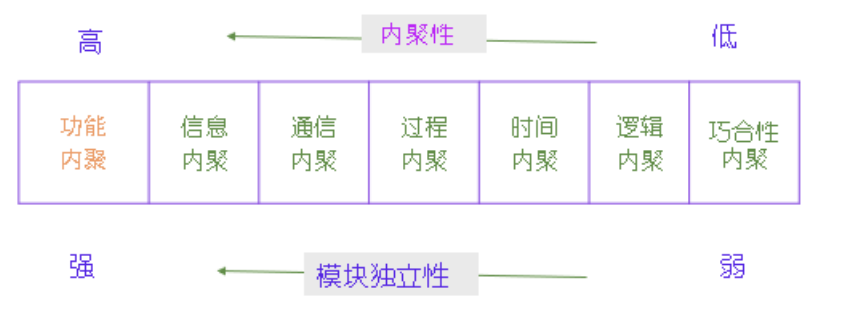 高 内聚性 低
功能 信息 通信 过程 时间 逻辑 巧合性
内聚 内聚 内聚 内聚 内聚 内聚 内聚
强 模块独立性 弱